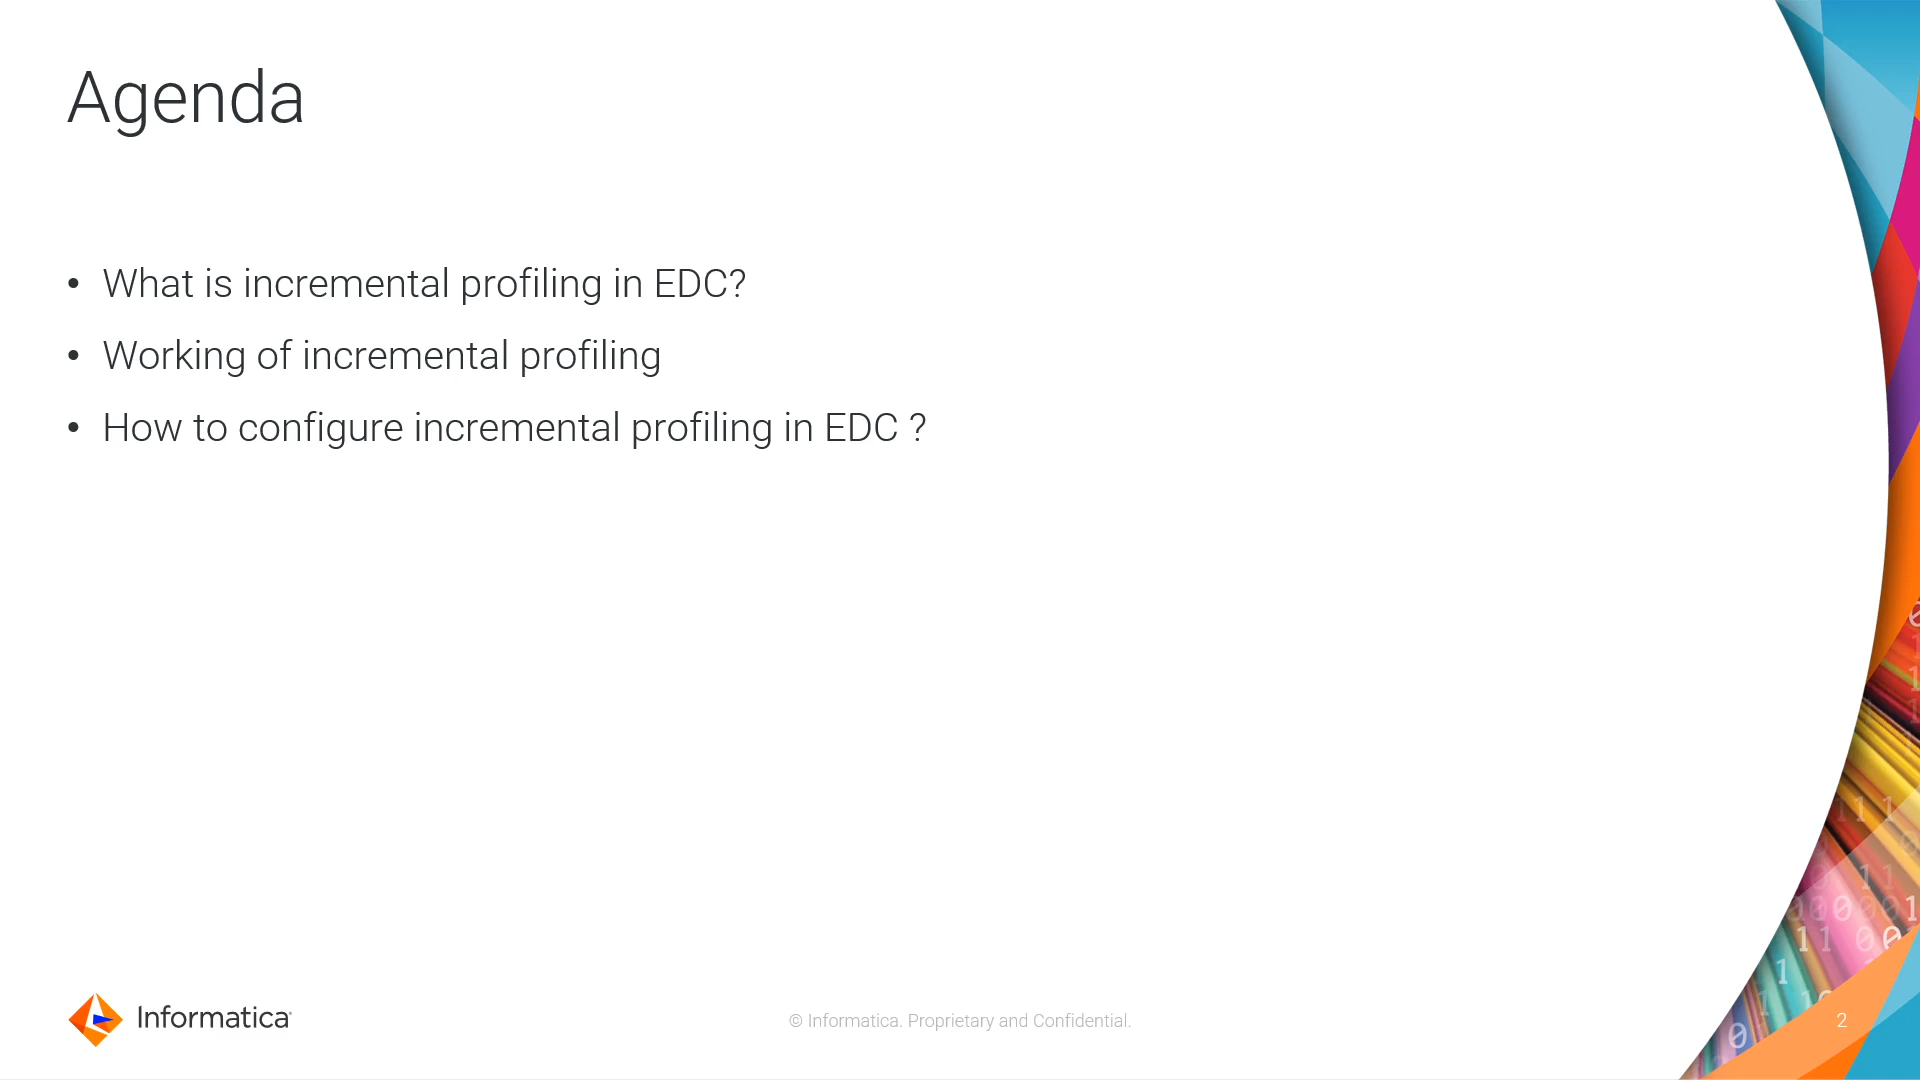 Agenda
• What is incremental profiling in EDC?
• Working of incremental profiling
• How to configure incremental profiling in EDC ?
Informatica
© Informatica. Proprietary and Confidential.
2